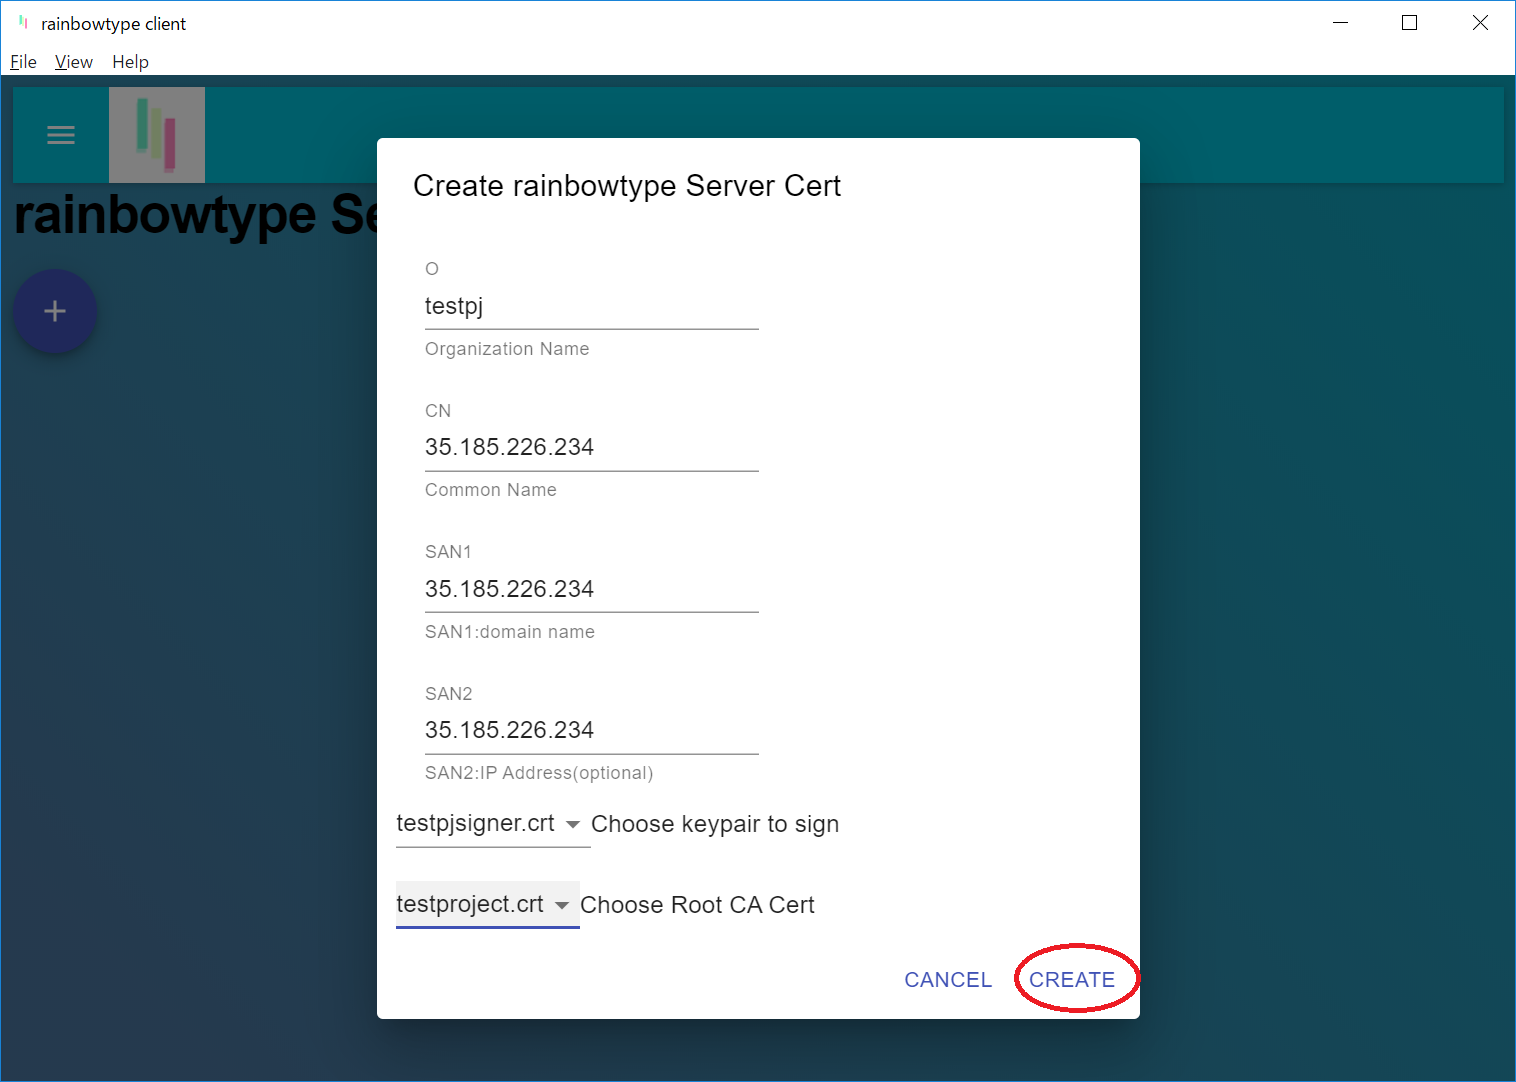 rainbowtype client
File View Help
rainbowtype Se
Create rainbowtype Server Cert
O
testpj
Organization Name
CN
35.185.226.234
Common Name
SAN1
35.185.226.234
SAN1:domain name
SAN2
35.185.226.234
SAN2:IP Address(optional)
testpjsigner.crt Choose keypair to sign
testproject.crt Choose Root CA Cert
CANCEL CREATE